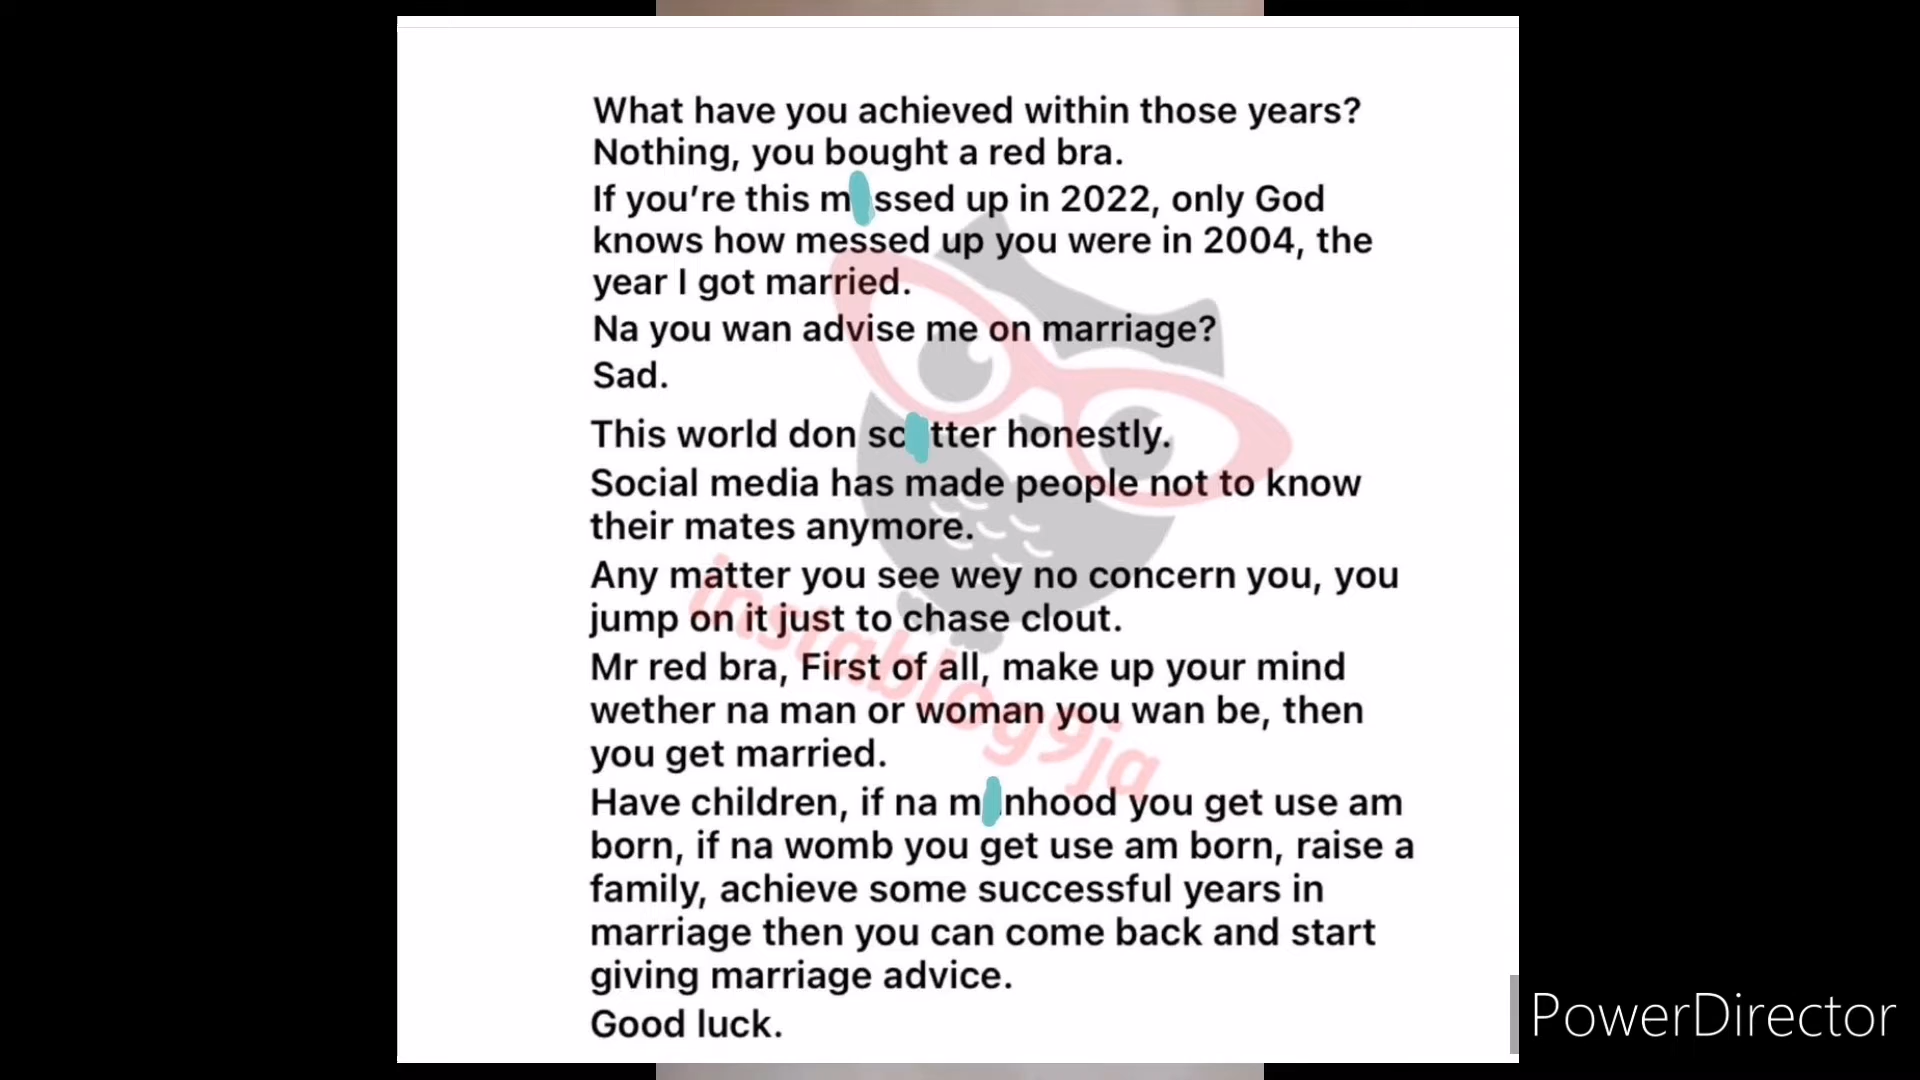 What have you achieved within those years?
Nothing, you bought a red bra.
If you're this m ssed up in 2022, only God
knows how messed up you were in 2004, the
year I got married.
Na you wan advise me on marriage?
Sad.
This world don sc tter honestly.
Social media has made people not to know
their mates anymore.
Any matter you see wey no concern you, you
jump on it just to chase clout.
Mr red bra, First of all, make up your mind
wether na man or woman you wan be, then
you get married.
Have children, if na m nhood you get use am
born, if na womb you get use am born, raise a
family, achieve some successful years in
marriage then you can come back and start
giving marriage advice.
Good luck.
instablog9ja
PowerDirector